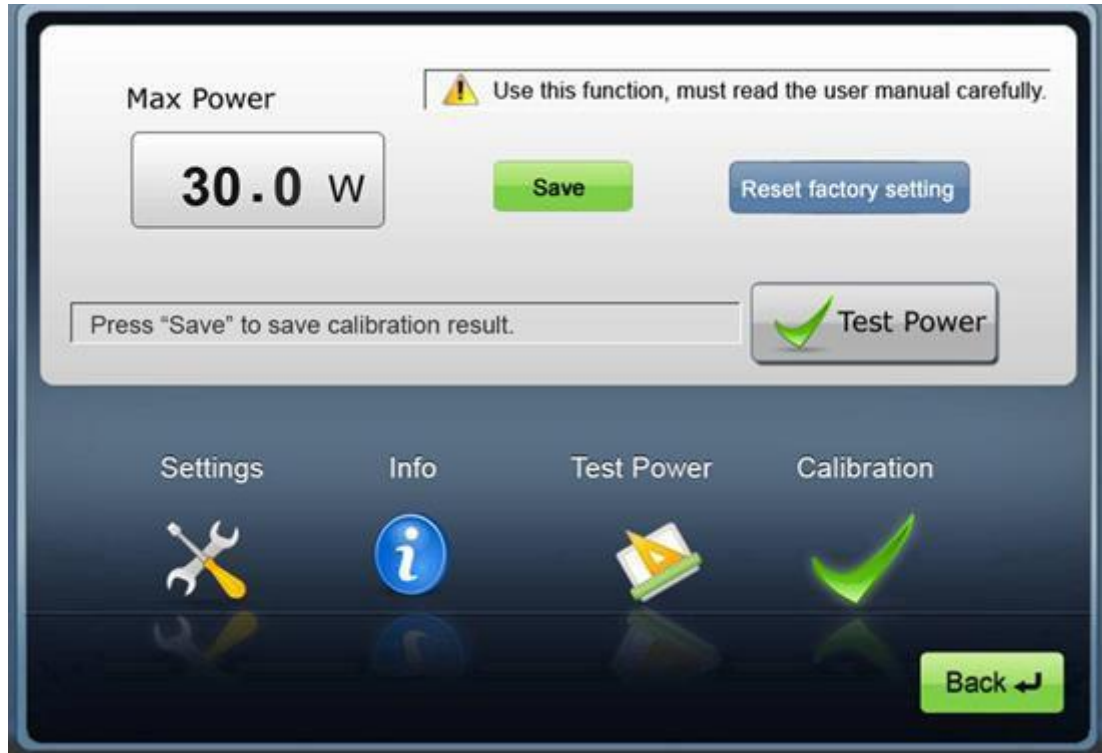 Max Power
Use this function, must read the user manual carefully.
30.0 W
Save
Reset factory setting
Press “Save” to save calibration result.
Test Power
Settings
Info
Test Power
Calibration
Back